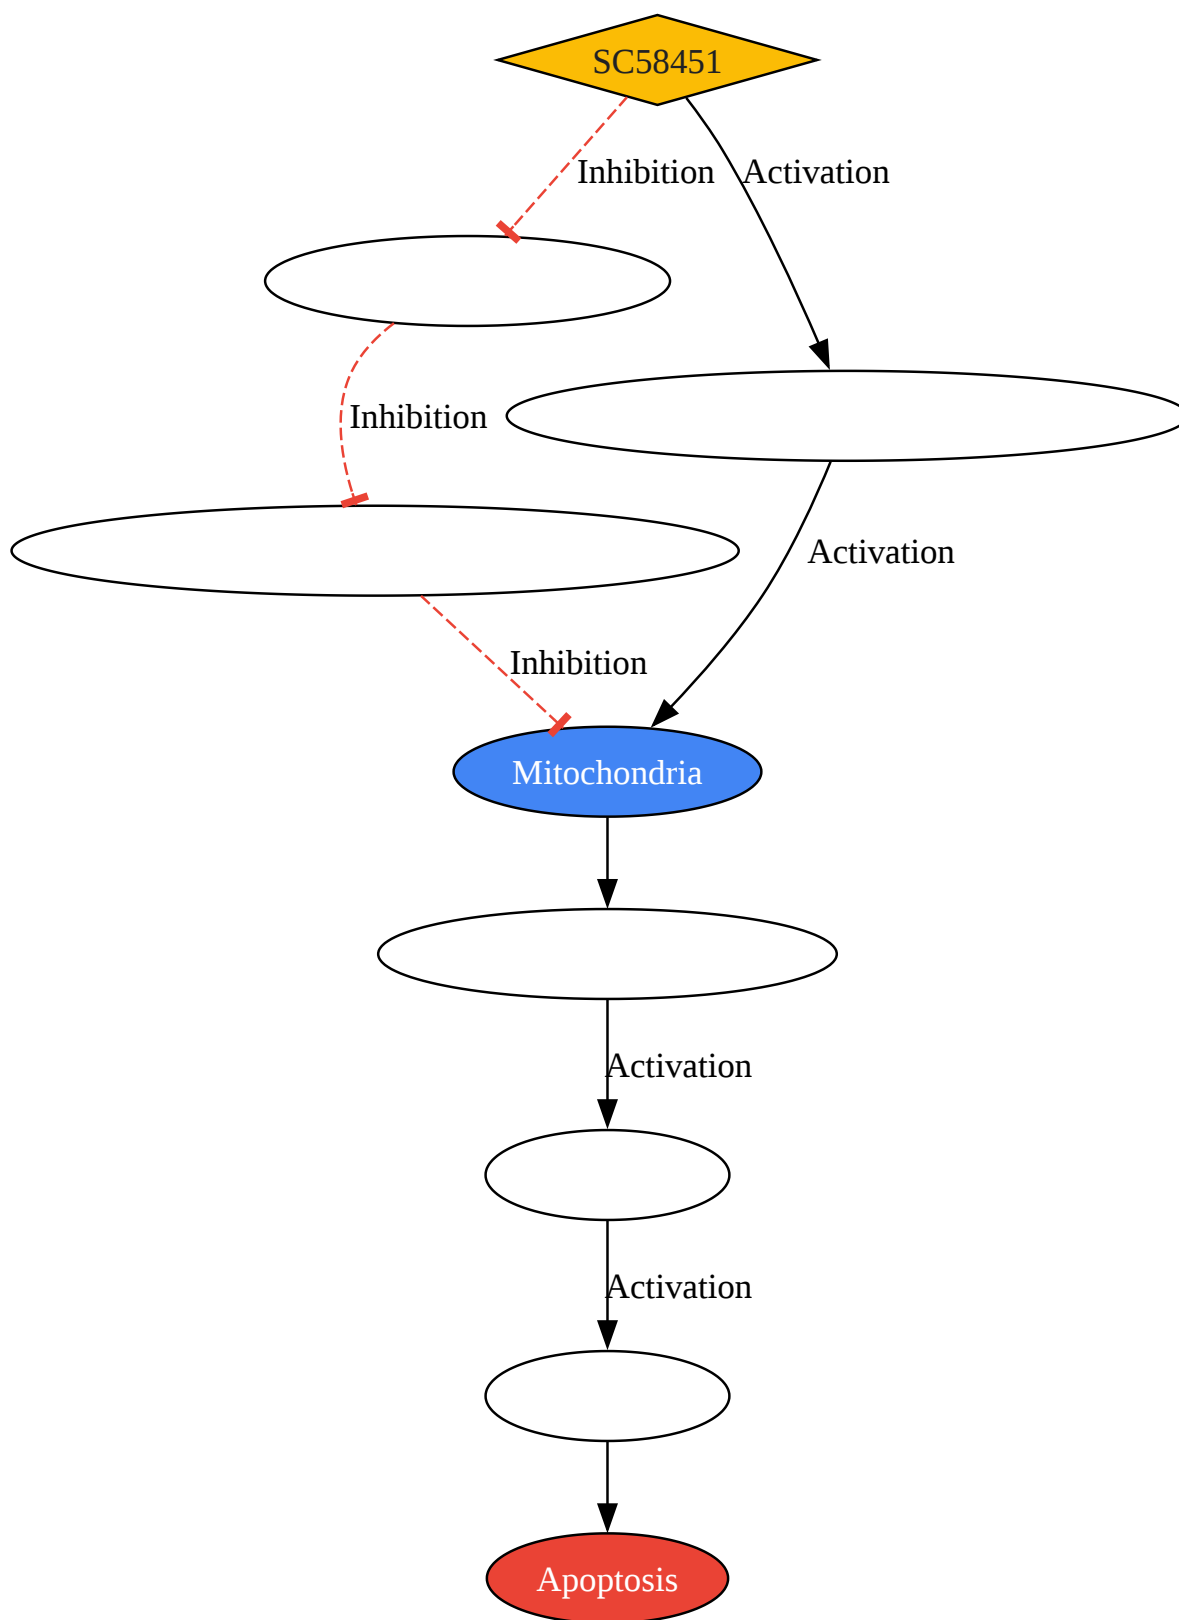 SC58451
Inhibition
Activation
Inhibition
Activation
Inhibition
Mitochondria
Activation
Activation
Apoptosis